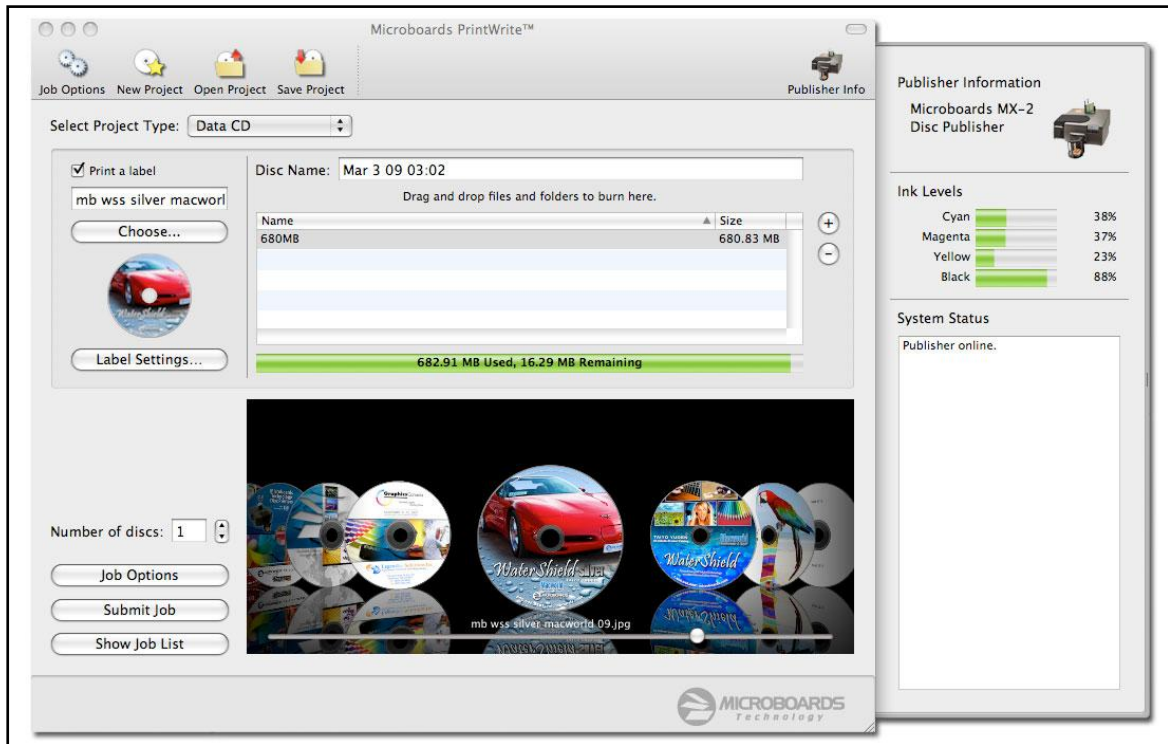 Microboards PrintWrite™
Job Options New Project Open Project Save Project Publisher Info
Select Project Type: Data CD
Print a label
mb wss silver macworl
Choose...
Label Settings...
Disc Name: Mar 3 09 03:02
Drag and drop files and folders to burn here.
Name Size
680MB 680.83 MB
682.91 MB Used, 16.29 MB Remaining
WaterShield
WaterShield silver
WaterShield
mb wss silver macworld 09.jpg
Number of discs: 1
Job Options
Submit Job
Show Job List
MICROBOARDS
Technology
Publisher Information
Microboards MX-2
Disc Publisher
Ink Levels
Cyan 38%
Magenta 37%
Yellow 23%
Black 88%
System Status
Publisher online.